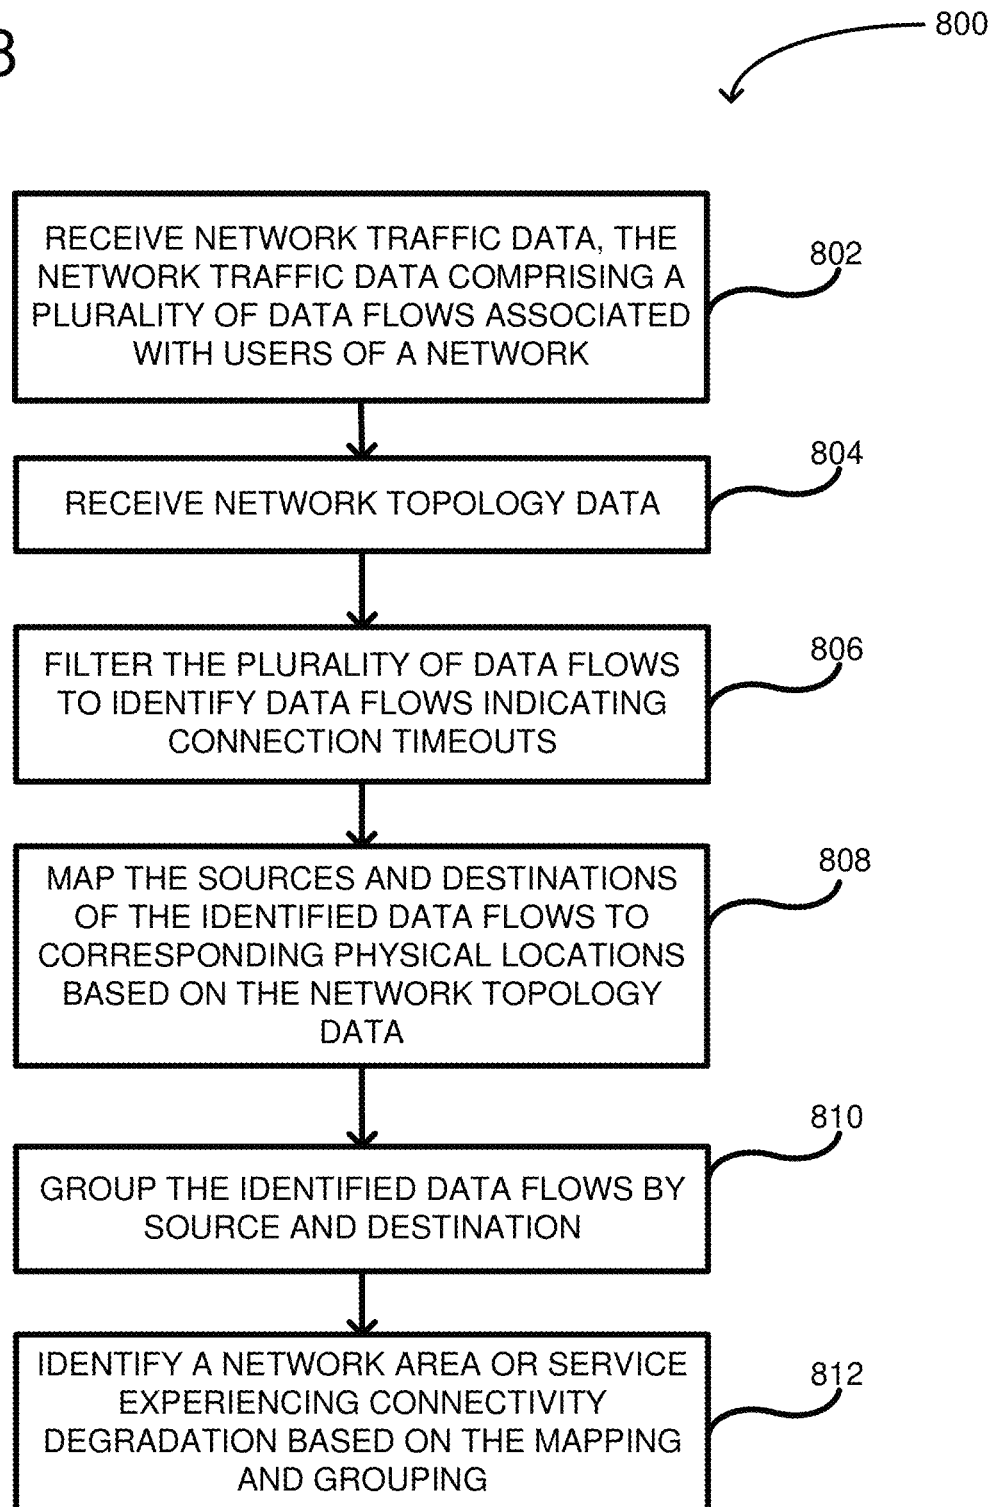 8
800
RECEIVE NETWORK TRAFFIC DATA, THE
NETWORK TRAFFIC DATA COMPRISING A
PLURALITY OF DATA FLOWS ASSOCIATED
WITH USERS OF A NETWORK
802
RECEIVE NETWORK TOPOLOGY DATA
804
FILTER THE PLURALITY OF DATA FLOWS
TO IDENTIFY DATA FLOWS INDICATING
CONNECTION TIMEOUTS
806
MAP THE SOURCES AND DESTINATIONS
OF THE IDENTIFIED DATA FLOWS TO
CORRESPONDING PHYSICAL LOCATIONS
BASED ON THE NETWORK TOPOLOGY
DATA
808
GROUP THE IDENTIFIED DATA FLOWS BY
SOURCE AND DESTINATION
810
IDENTIFY A NETWORK AREA OR SERVICE
EXPERIENCING CONNECTIVITY
DEGRADATION BASED ON THE MAPPING
AND GROUPING
812